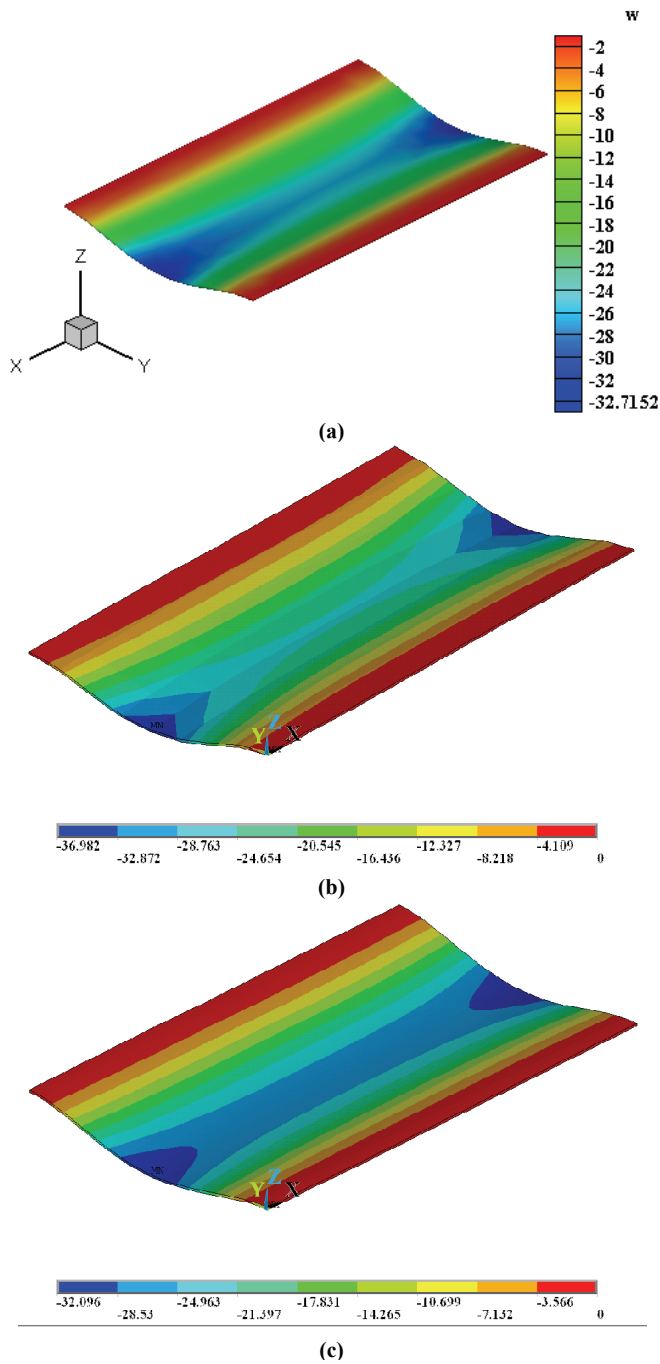 w
-2
-4
-6
-8
-10
-12
-14
-16
-18
-20
-22
-24
-26
-28
-30
-32
-32.7152
Z
X
Y
(a)
MN
Y Z X
-36.982 -28.763 -20.545 -12.327 -4.109
-32.872 -24.654 -16.436 -8.218 0
(b)
MN
Y Z X
-32.096 -24.963 -17.831 -10.699 -3.566
-28.53 -21.397 -14.265 -7.132 0
(c)